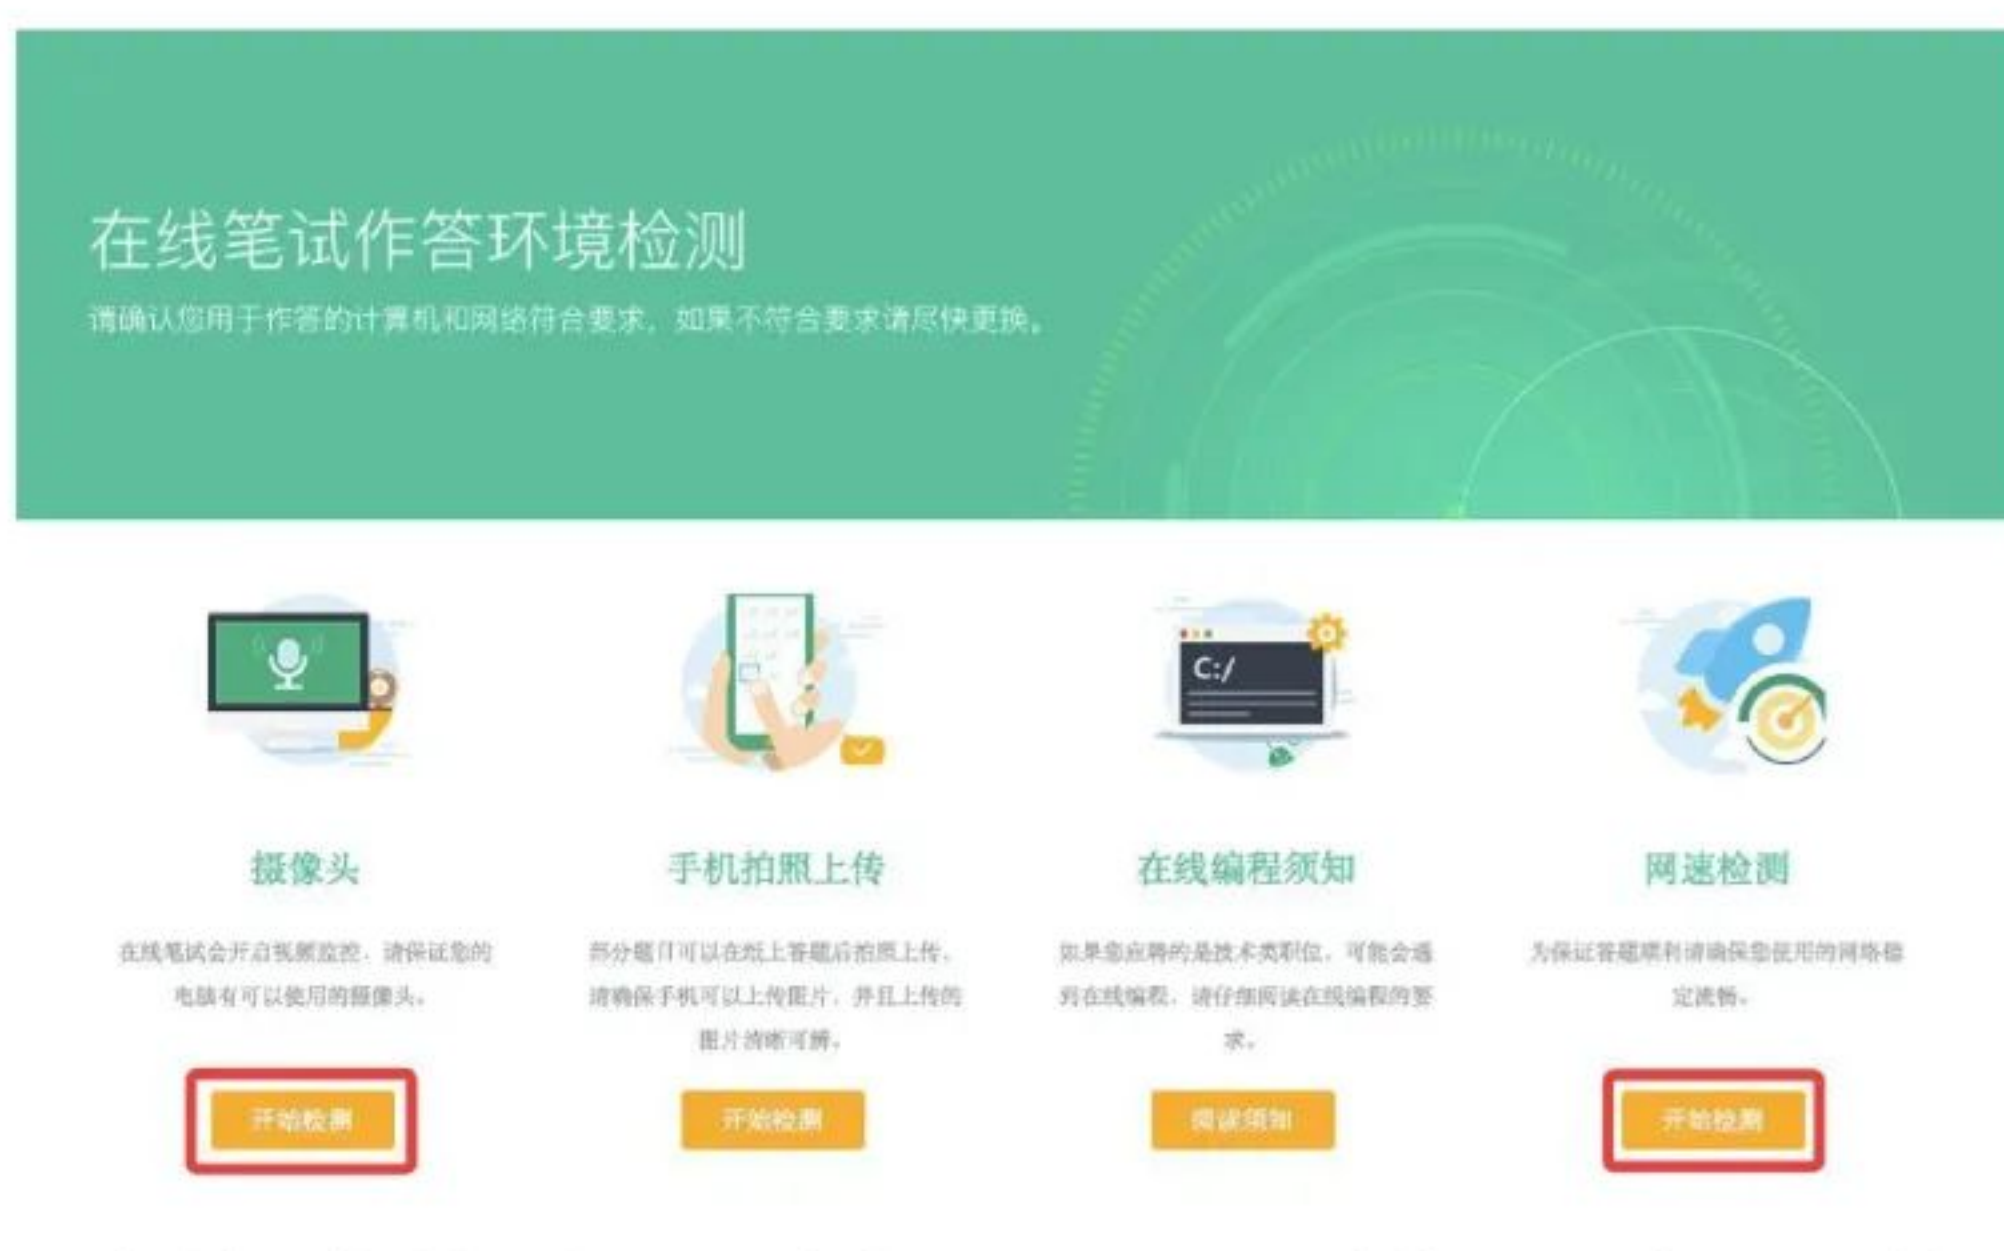 在线笔试作答环境检测
请确认您用于作答的计算机和网络符合要求，如果不符合要求请尽快更换。
C:/
摄像头
在线笔试会开启视频监控，请保证您的
电脑有可以使用的摄像头。
开始检测
手机拍照上传
部分题目可以在纸上答题后拍照上传，
请确保手机可以上传图片，并且上传的
图片清晰可辨。
开始检测
在线编程须知
如果您应聘的是技术类职位，可能会遇
到在线编程，请仔细阅读在线编程的要
求。
阅读须知
网速检测
为保证答题顺利请确保您使用的网络稳
定流畅。
开始检测